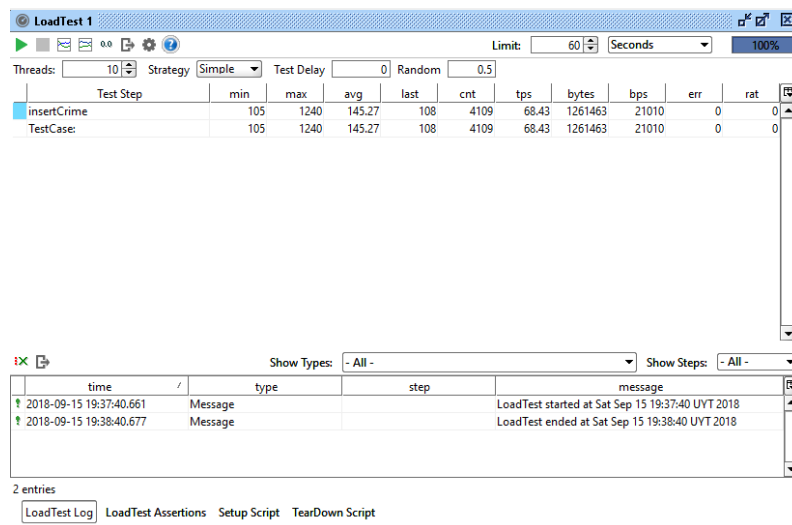 LoadTest 1
0.0 ? Limit: 60 Seconds 100%
Threads: 10 Strategy Simple Test Delay 0 Random 0.5
Test Step min max avg last cnt tps bytes bps err rat
insertCrime 105 1240 145.27 108 4109 68.43 1261463 21010 0 0
TestCase: 105 1240 145.27 108 4109 68.43 1261463 21010 0 0
Show Types: - All - Show Steps: - All -
time / type step message
2018-09-15 19:37:40.661 Message LoadTest started at Sat Sep 15 19:37:40 UYT 2018
2018-09-15 19:38:40.677 Message LoadTest ended at Sat Sep 15 19:38:40 UYT 2018
2 entries
LoadTest Log LoadTest Assertions Setup Script TearDown Script